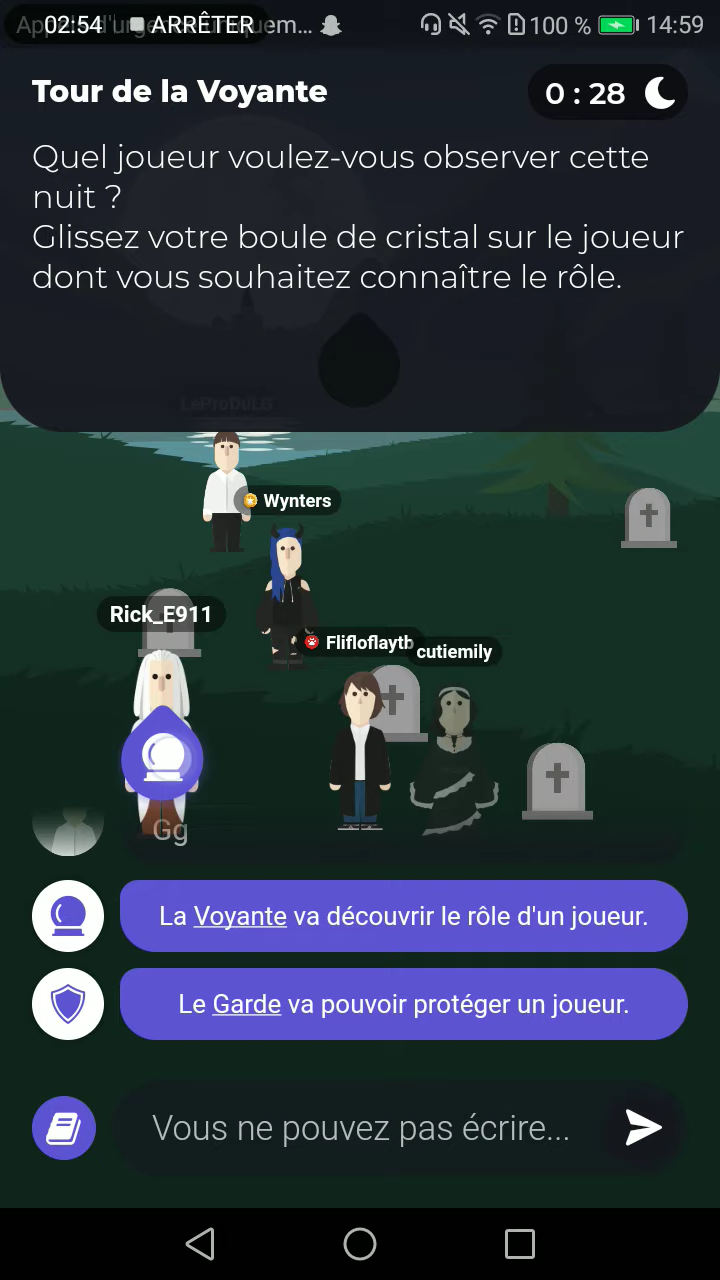 02:54 ARRÊTER 100 % 14:59
Tour de la Voyante
0 : 28
Quel joueur voulez-vous observer cette
nuit ?
Glissez votre boule de cristal sur le joueur
dont vous souhaitez connaître le rôle.
LeProDuLG
Wynters
Rick_E911
Flifloflaytb
cutiemily
Gg
La Voyante va découvrir le rôle d'un joueur.
Le Garde va pouvoir protéger un joueur.
Vous ne pouvez pas écrire...